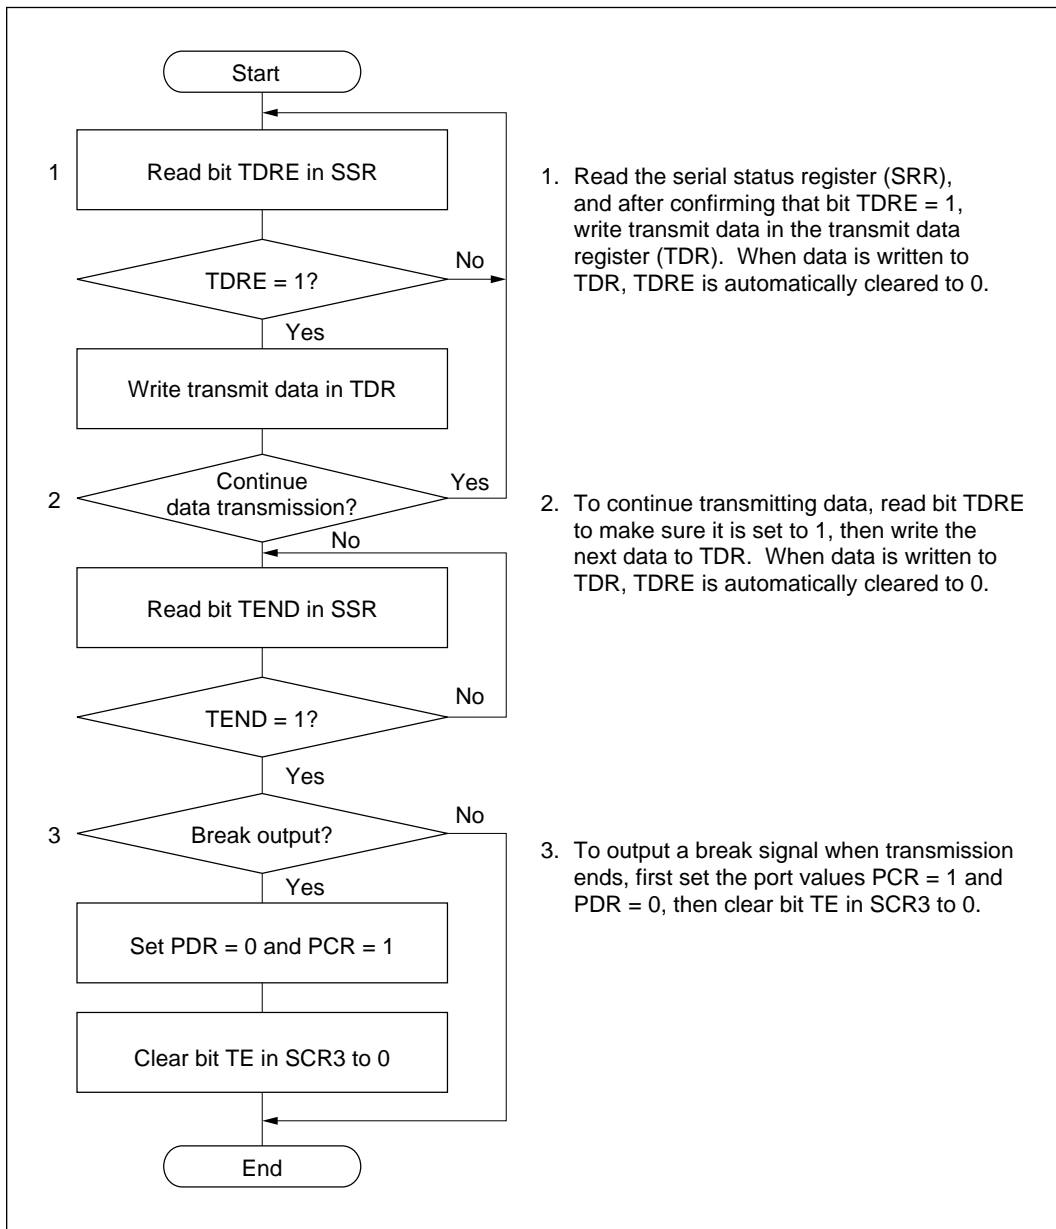 Start
1
Read bit TDRE in SSR
TDRE = 1?
No
Yes
Write transmit data in TDR
2
Continue
data transmission?
Yes
No
Read bit TEND in SSR
TEND = 1?
No
Yes
3
Break output?
No
Yes
Set PDR = 0 and PCR = 1
Clear bit TE in SCR3 to 0
End
1. Read the serial status register (SRR),
and after confirming that bit TDRE = 1,
write transmit data in the transmit data
register (TDR). When data is written to
TDR, TDRE is automatically cleared to 0.
2. To continue transmitting data, read bit TDRE
to make sure it is set to 1, then write the
next data to TDR. When data is written to
TDR, TDRE is automatically cleared to 0.
3. To output a break signal when transmission
ends, first set the port values PCR = 1 and
PDR = 0, then clear bit TE in SCR3 to 0.